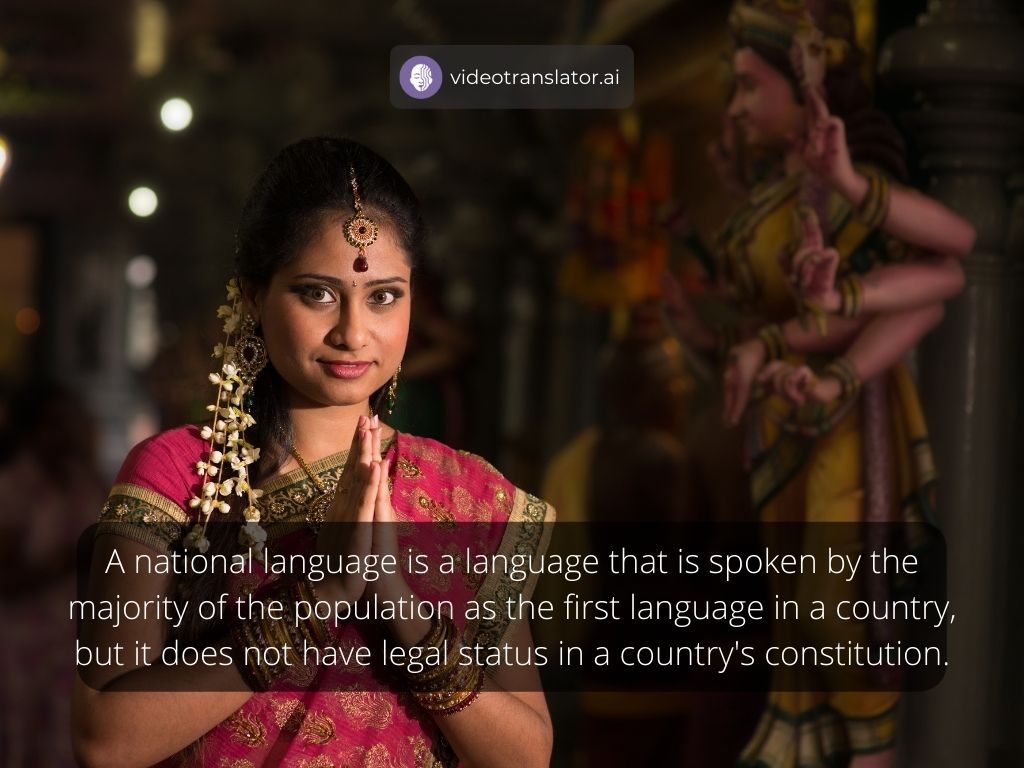 videotranslator.ai
A national language is a language that is spoken by the
majority of the population as the first language in a country,
but it does not have legal status in a country's constitution.